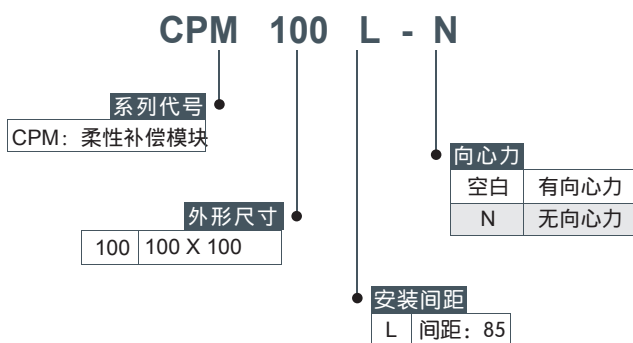 CPM 100 L - N
系列代号
CPM：柔性补偿模块
向心力
空白 有向心力
N 无向心力
外形尺寸
100 100 X 100
安装间距
L 间距：85